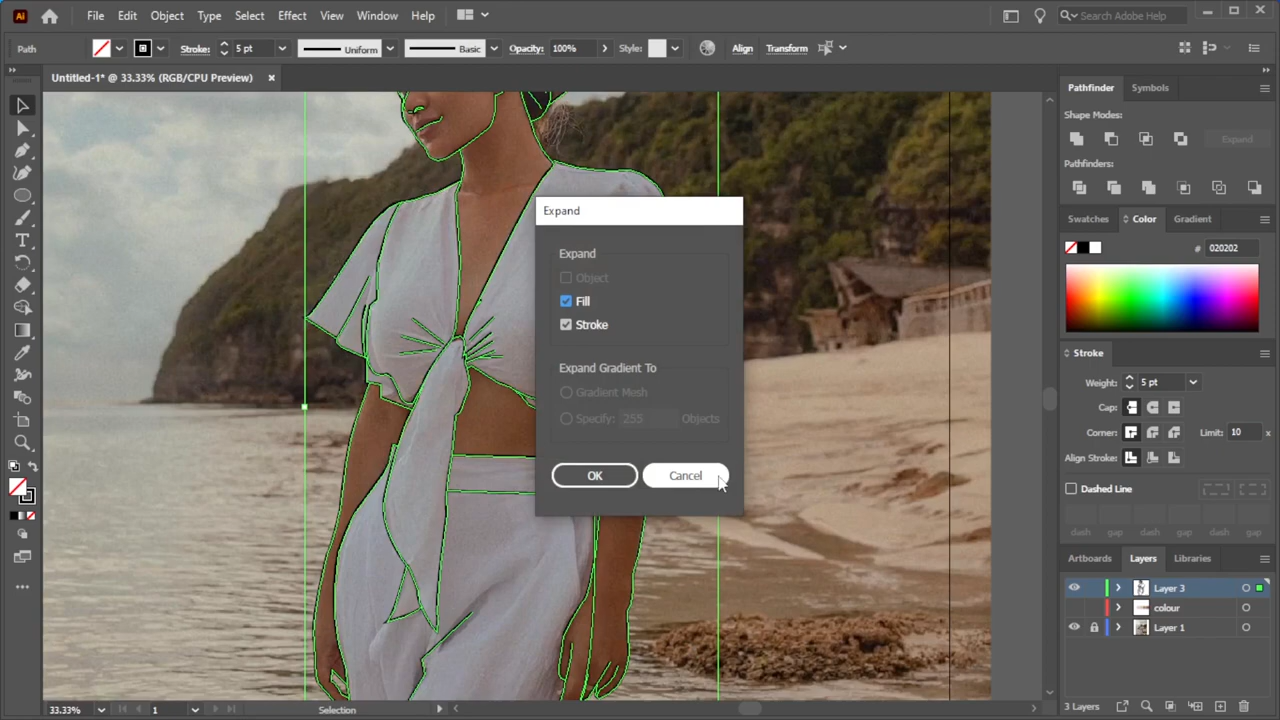 Ai File Edit Object Type Select Effect View Window Help Search Adobe Help
Path Stroke: 5 pt Uniform Basic Opacity: 100% Style: Align Transform
Untitled-1* @ 33.33% (RGB/CPU Preview)
Pathfinder Symbols
Shape Modes:
Expand
Pathfinders:
Swatches Color Gradient
# 020202
Stroke
Weight: 5 pt
Cap:
Corner: Limit: 10 x
Align Stroke:
Dashed Line
dash gap dash gap dash gap
Artboards Layers Libraries
Layer 3
colour
Layer 1
3 Layers
Expand
Expand
Object
Fill
Stroke
Expand Gradient To
Gradient Mesh
Specify: 255 Objects
OK Cancel
33.33% 1 Selection